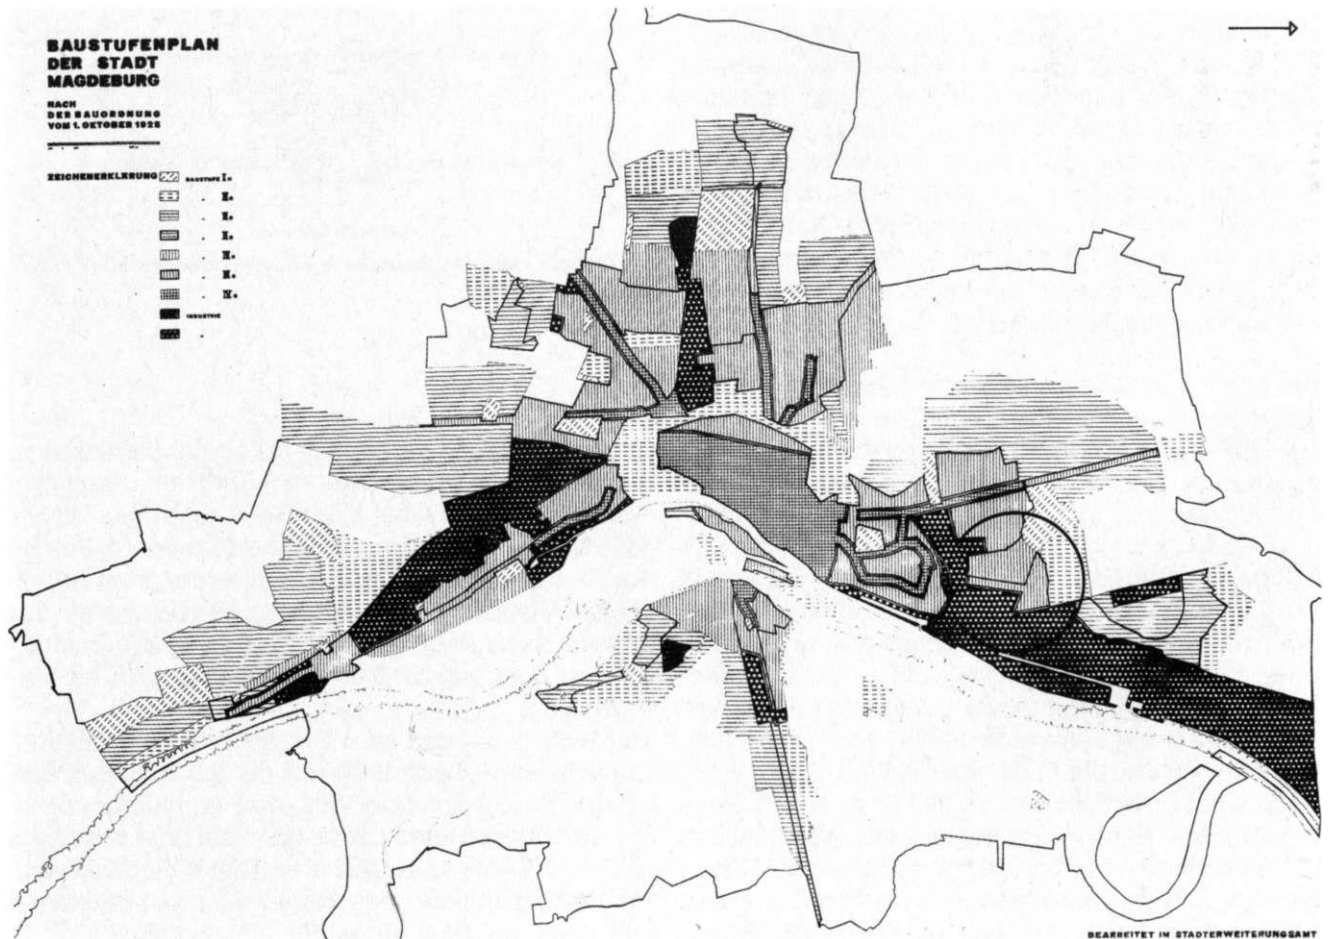 BAUSTUFENPLAN
DER STADT
MAGDEBURG
NACH
DER BAUORDNUNG
VOM 1. OKTOBER 1928
ZEICHENERKLÄRUNG
BAUSTUFE I
INDUSTRIE
BEARBEITET IM STADTERWEITERUNGSAMT